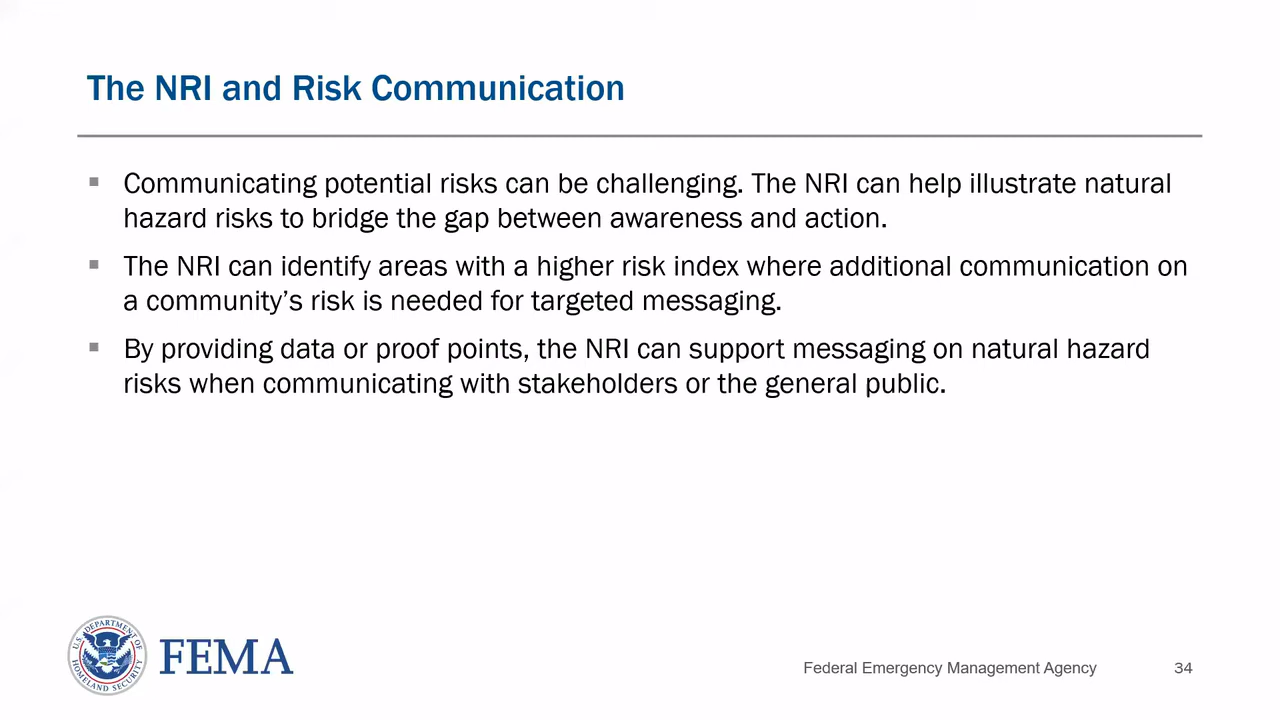 The NRI and Risk Communication
▪ Communicating potential risks can be challenging. The NRI can help illustrate natural
hazard risks to bridge the gap between awareness and action.
▪ The NRI can identify areas with a higher risk index where additional communication on
a community’s risk is needed for targeted messaging.
▪ By providing data or proof points, the NRI can support messaging on natural hazard
risks when communicating with stakeholders or the general public.
U.S. DEPARTMENT OF
HOMELAND SECURITY
FEMA
Federal Emergency Management Agency 34